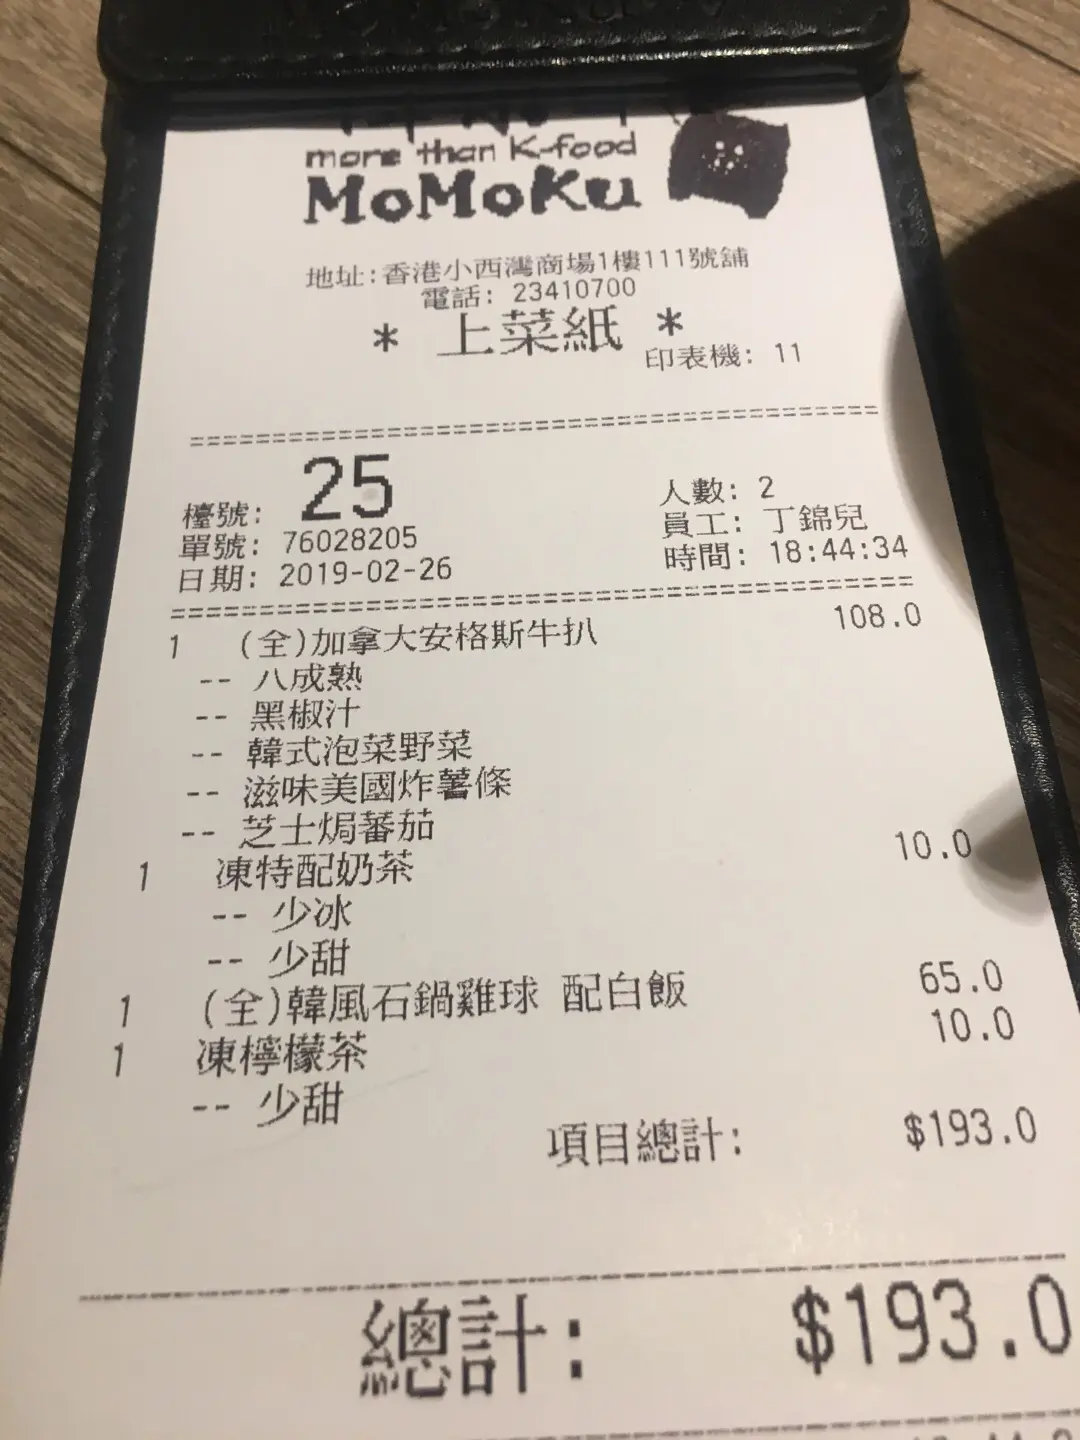 more than K-food
MoMoKu
地址:香港小西灣商場1樓111號舖
電話: 23410700
* 上菜紙 *
印表機: 11
檯號: 25
人數: 2
單號: 76028205
員工: 丁錦兒
日期: 2019-02-26
時間: 18:44:34
1 (全)加拿大安格斯牛扒 108.0
-- 八成熟
-- 黑椒汁
-- 韓式泡菜野菜
-- 滋味美國炸薯條
-- 芝士焗蕃茄
1 凍特配奶茶 10.0
-- 少冰
-- 少甜
1 (全)韓風石鍋雞球 配白飯 65.0
1 凍檸檬茶 10.0
-- 少甜
項目總計: $193.0
總計: $193.0